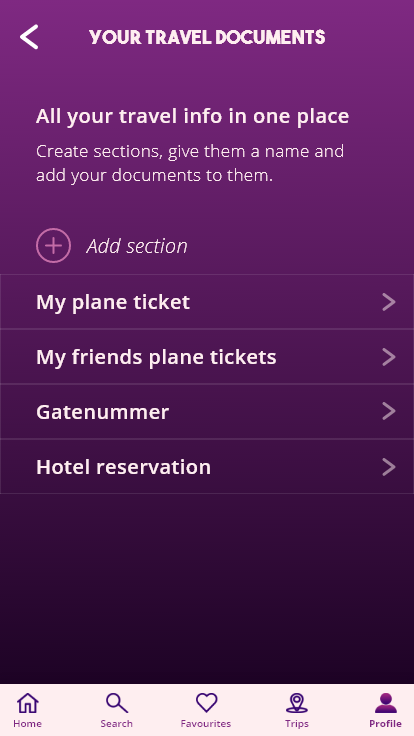 YOUR TRAVEL DOCUMENTS
All your travel info in one place
Create sections, give them a name and
add your documents to them.
Add section
My plane ticket
My friends plane tickets
Gatenummer
Hotel reservation
Home Search Favourites Trips Profile